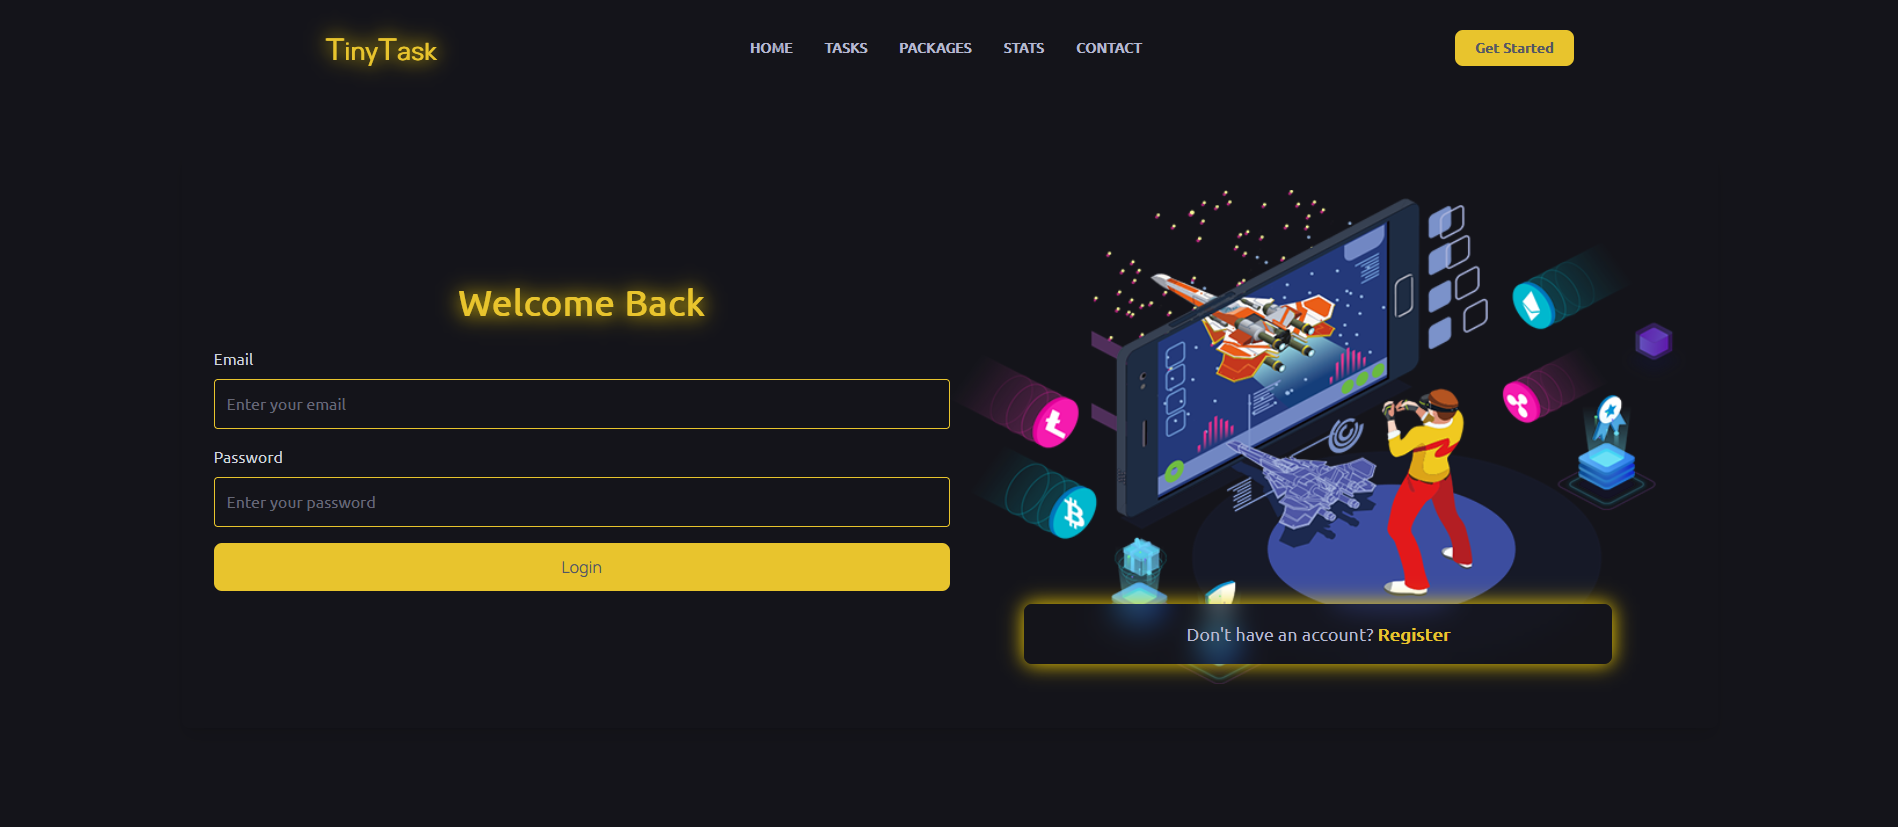 TinyTask
HOME TASKS PACKAGES STATS CONTACT
Get Started
Welcome Back
Email
Enter your email
Password
Enter your password
Login
Don't have an account? Register